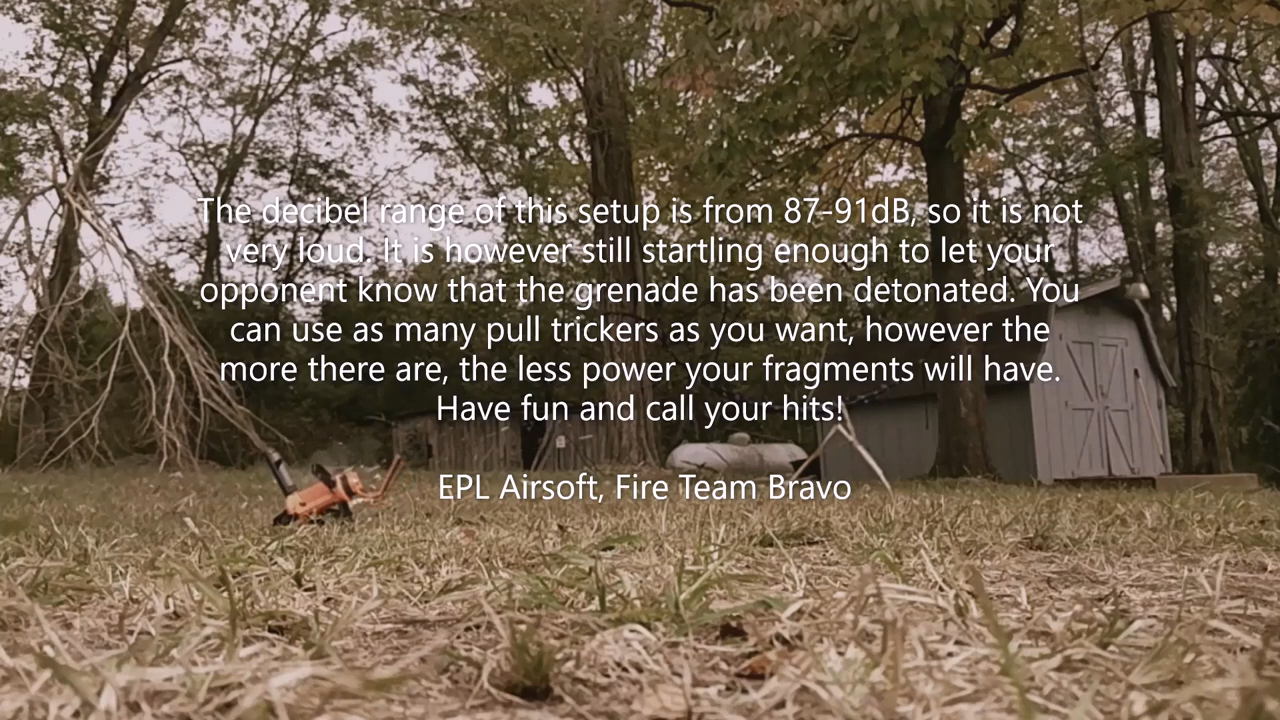 The decibel range of this setup is from 87-91dB, so it is not
very loud. It is however still startling enough to let your
opponent know that the grenade has been detonated. You
can use as many pull trickers as you want, however the
more there are, the less power your fragments will have.
Have fun and call your hits!
EPL Airsoft, Fire Team Bravo